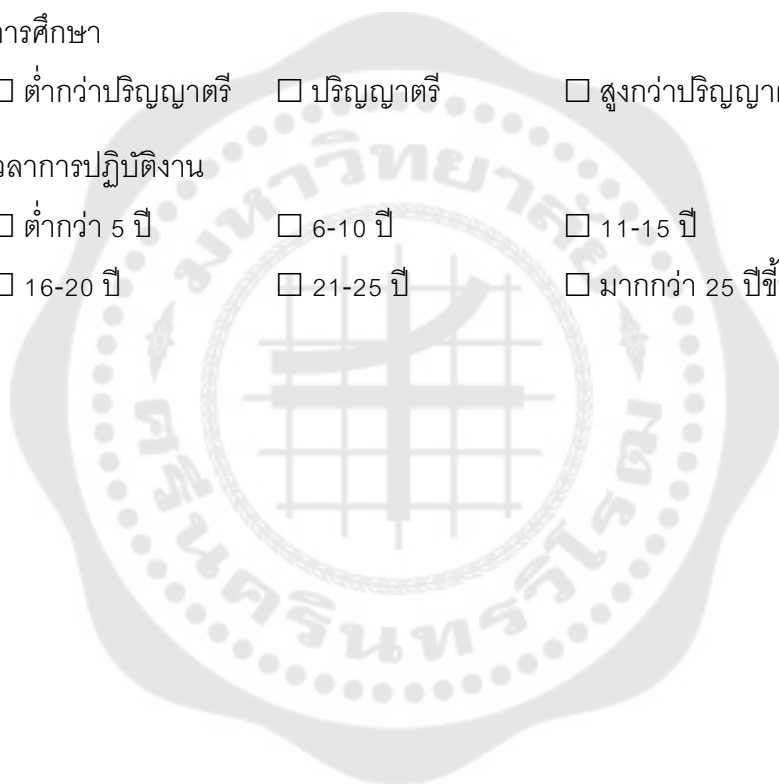 การศึกษา
☐ ต่ำกว่าปริญญาตรี ☐ ปริญญาตรี ☐ สูงกว่าปริญญา
เวลาการปฏิบัติงาน
☐ ต่ำกว่า 5 ปี ☐ 6-10 ปี ☐ 11-15 ปี
☐ 16-20 ปี ☐ 21-25 ปี ☐ มากกว่า 25 ปี
มหาวิทยาลัย
ศรีนครินทรวิโรฒ